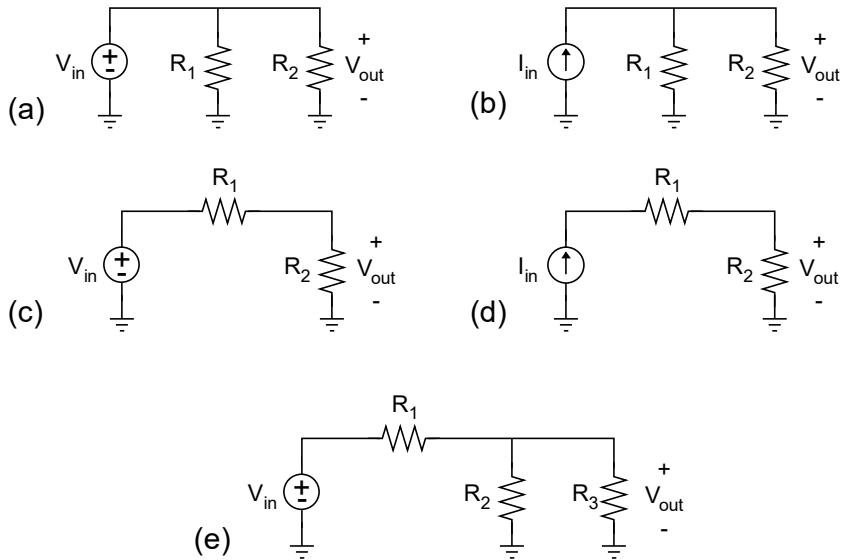 V_in R_1 R_2 + V_out -
(a)
I_in R_1 R_2 + V_out -
(b)
R_1
V_in R_2 + V_out -
(c)
R_1
I_in R_2 + V_out -
(d)
R_1
V_in R_2 R_3 + V_out -
(e)